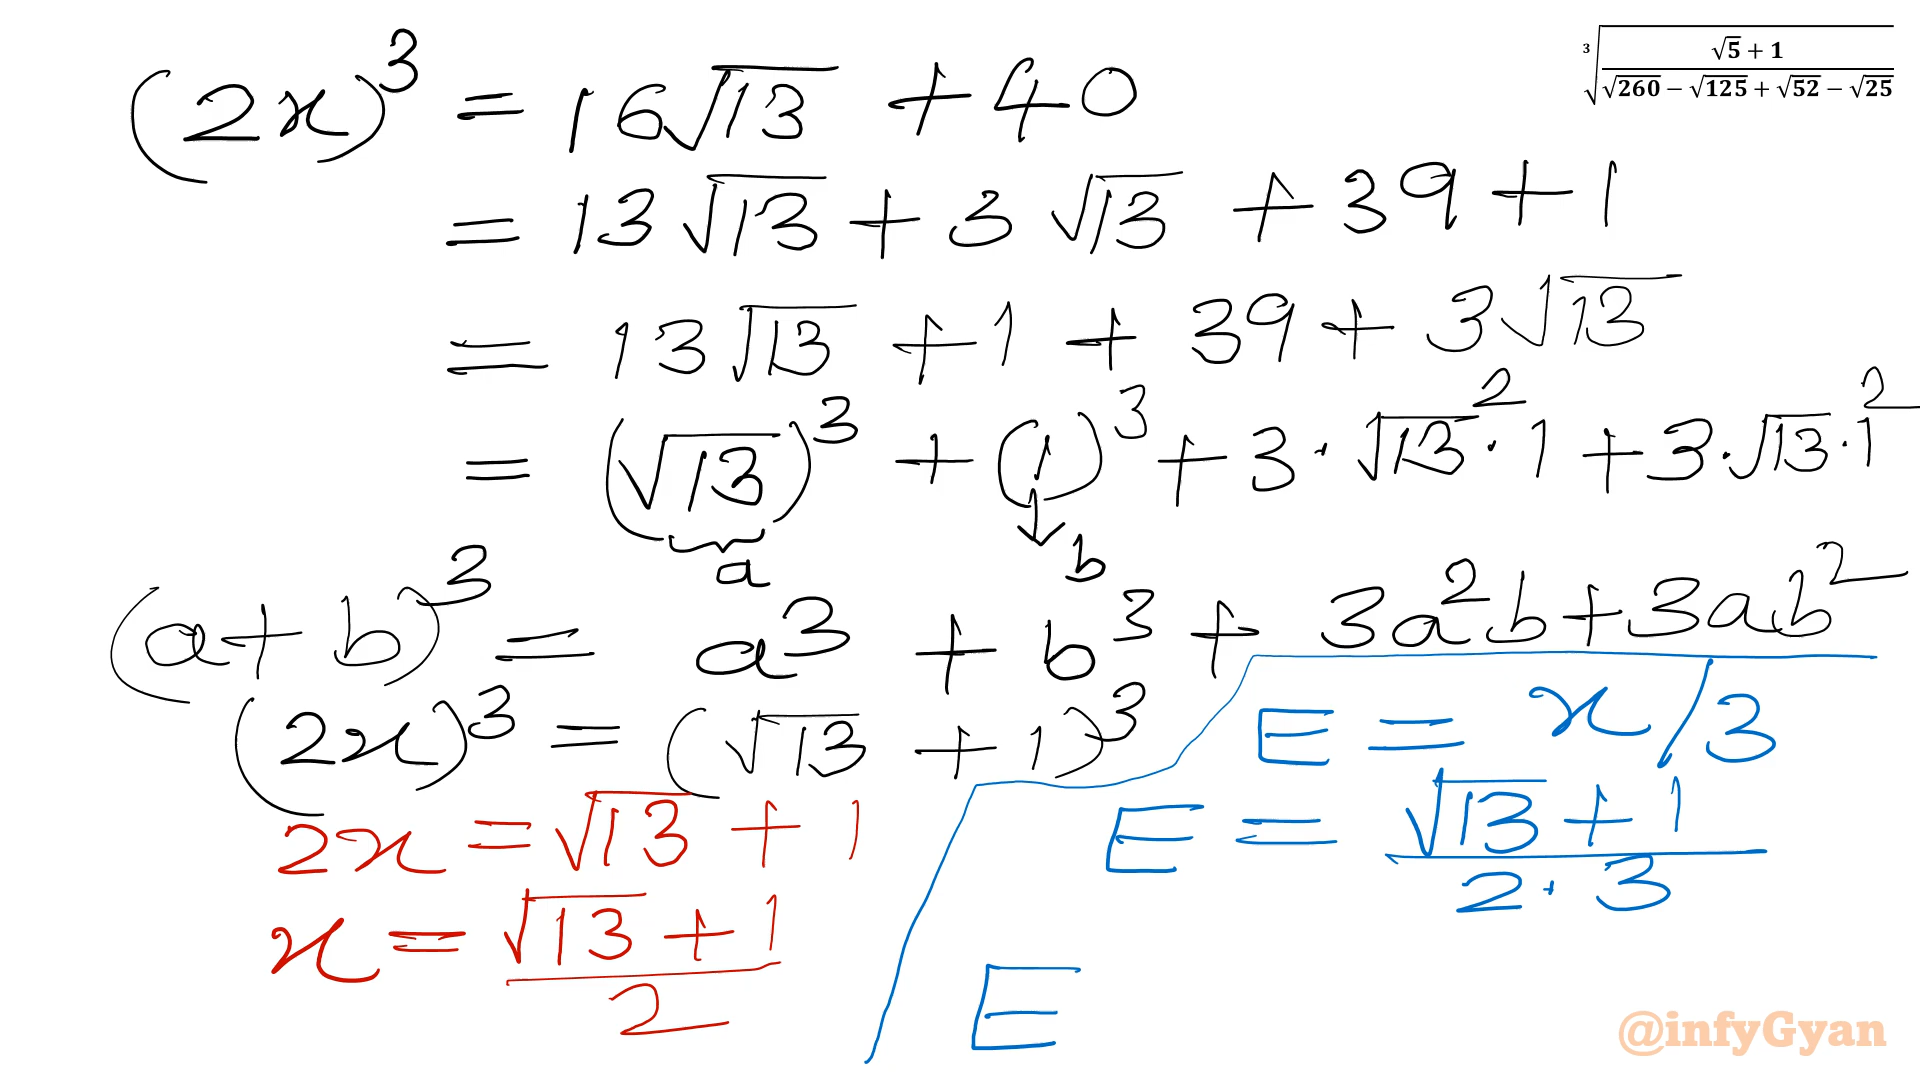 ∛((√5 + 1)/(√260 − √125 + √52 − √25))
(2x)³ = 16√13 + 40
= 13√13 + 3√13 + 39 + 1
= 13√13 + 1 + 39 + 3√13
= (√13)³ + (1)³ + 3·√13²·1 + 3·√13·1²
a b
(a+b)³ = a³ + b³ + 3a²b + 3ab²
(2x)³ = (√13 + 1)³
2x = √13 + 1
x = (√13 + 1)/2
E = x/3
E = (√13 + 1)/(2·3)
E
@infyGyan